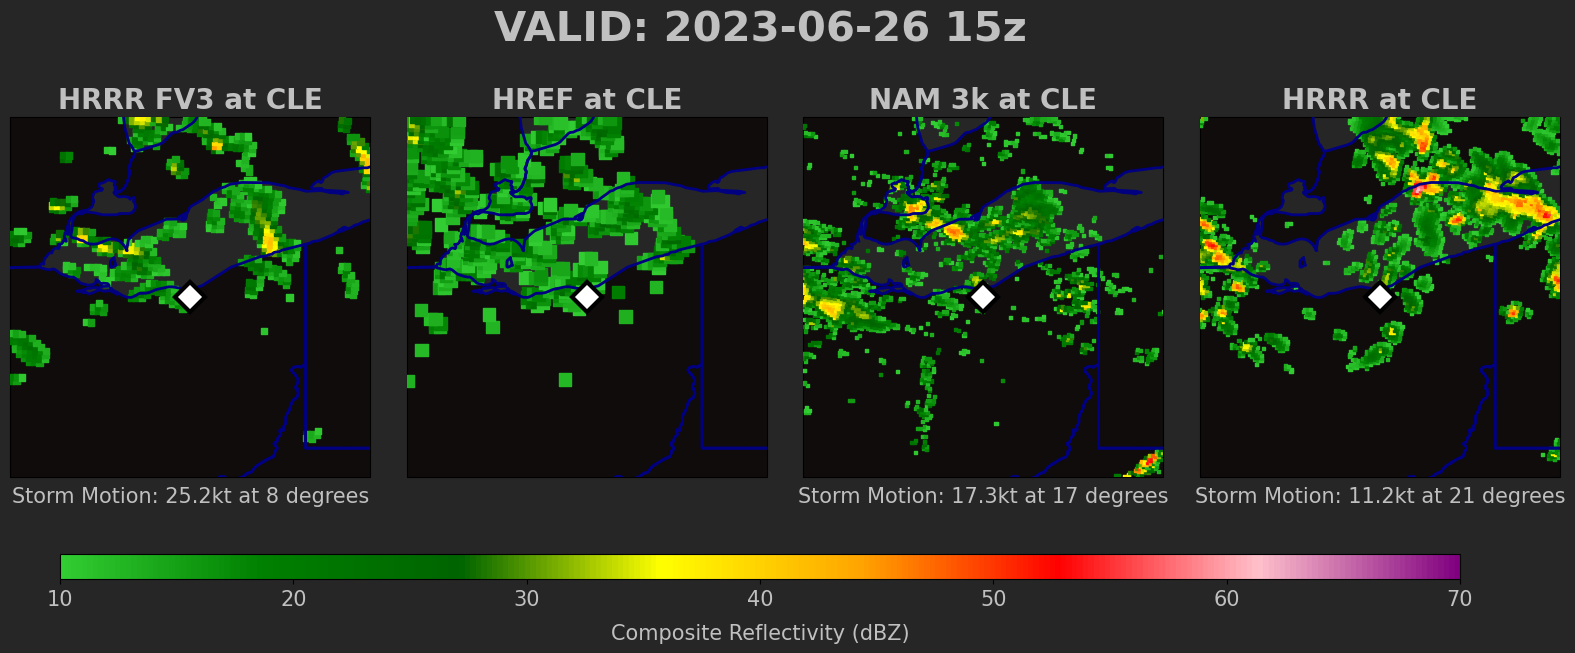 VALID: 2023-06-26 15z
HRRR FV3 at CLE
HREF at CLE
NAM 3k at CLE
HRRR at CLE
Storm Motion: 25.2kt at 8 degrees
Storm Motion: 17.3kt at 17 degrees
Storm Motion: 11.2kt at 21 degrees
10 20 30 40 50 60 70
Composite Reflectivity (dBZ)